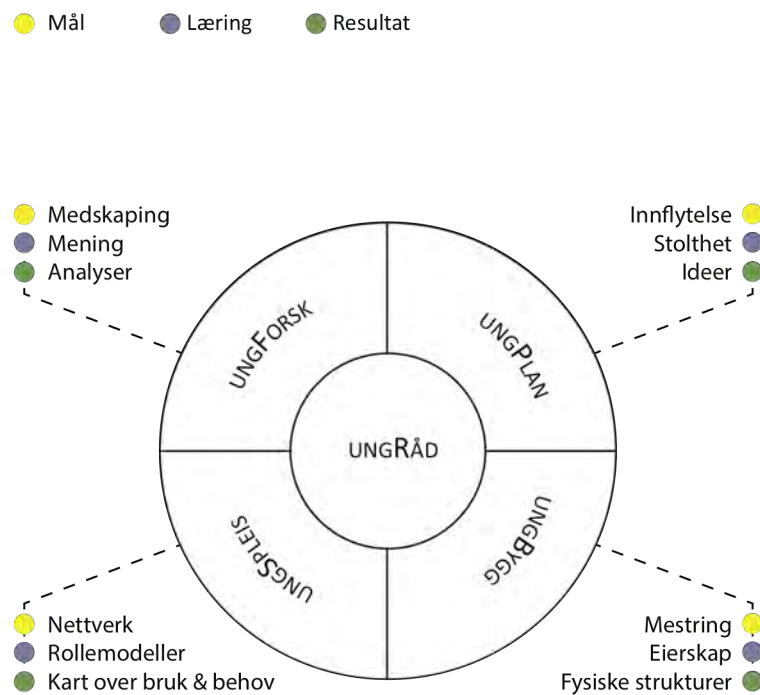 Mål
Læring
Resultat
Medskaping
Mening
Analyser
Innflytelse
Stolthet
Ideer
UNGFORSK
UNGPLAN
UNGRÅD
UNGSPLEIS
UNGBYGG
Nettverk
Rollemodeller
Kart over bruk & behov
Mestring
Eierskap
Fysiske strukturer